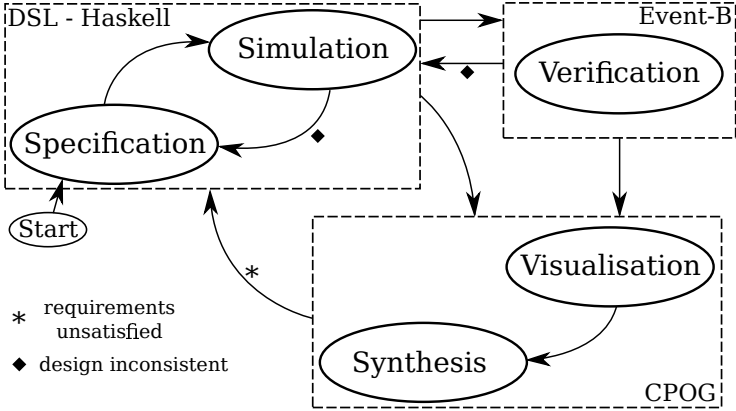 DSL - Haskell
Event-B
Simulation
Verification
Specification
Start
Visualisation
*
* requirements
unsatisfied
Synthesis
◆ design inconsistent
CPOG